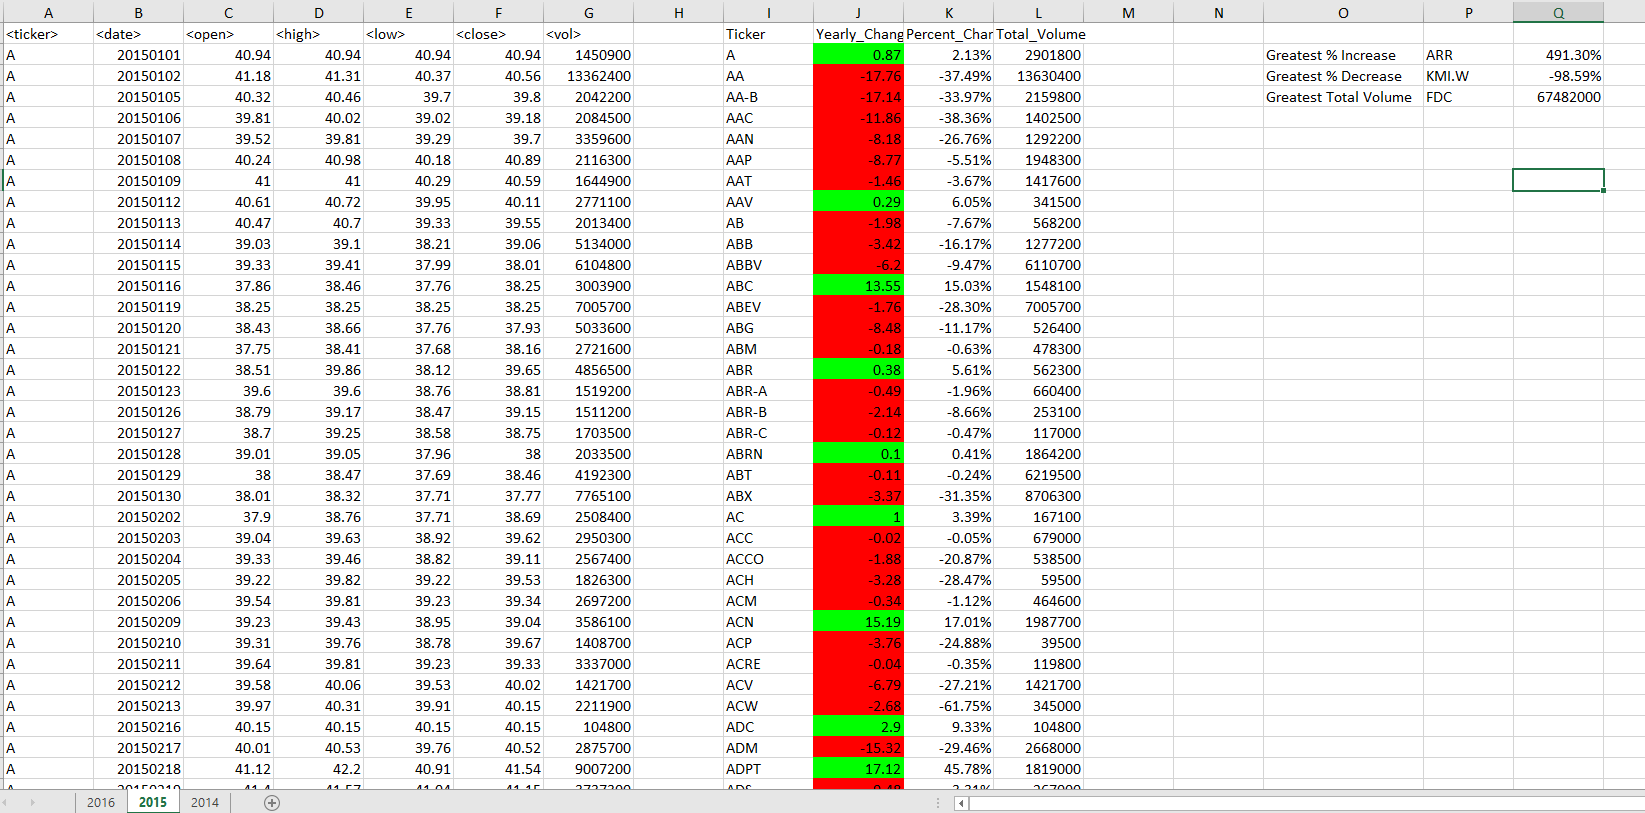 A B C D E F G H I J K L M N O P Q
<ticker> <date> <open> <high> <low> <close> <vol> Ticker Yearly_Chang Percent_Char Total_Volume
A 20150101 40.94 40.94 40.94 40.94 1450900 A 0.87 2.13% 2901800 Greatest % Increase ARR 491.30%
A 20150102 41.18 41.31 40.37 40.56 13362400 AA -17.76 -37.49% 13630400 Greatest % Decrease KMI.W -98.59%
A 20150105 40.32 40.46 39.7 39.8 2042200 AA-B -17.14 -33.97% 2159800 Greatest Total Volume FDC 67482000
A 20150106 39.81 40.02 39.02 39.18 2084500 AAC -11.86 -38.36% 1402500
A 20150107 39.52 39.81 39.29 39.7 3359600 AAN -8.18 -26.76% 1292200
A 20150108 40.24 40.98 40.18 40.89 2116300 AAP -8.77 -5.51% 1948300
A 20150109 41 41 40.29 40.59 1644900 AAT -1.46 -3.67% 1417600
A 20150112 40.61 40.72 39.95 40.11 2771100 AAV 0.29 6.05% 341500
A 20150113 40.47 40.7 39.33 39.55 2013400 AB -1.98 -7.67% 568200
A 20150114 39.03 39.1 38.21 39.06 5134000 ABB -3.42 -16.17% 1277200
A 20150115 39.33 39.41 37.99 38.01 6104800 ABBV -6.2 -9.47% 6110700
A 20150116 37.86 38.46 37.76 38.25 3003900 ABC 13.55 15.03% 1548100
A 20150119 38.25 38.25 38.25 38.25 7005700 ABEV -1.76 -28.30% 7005700
A 20150120 38.43 38.66 37.76 37.93 5033600 ABG -8.48 -11.17% 526400
A 20150121 37.75 38.41 37.68 38.16 2721600 ABM -0.18 -0.63% 478300
A 20150122 38.51 39.86 38.12 39.65 4856500 ABR 0.38 5.61% 562300
A 20150123 39.6 39.6 38.76 38.81 1519200 ABR-A -0.49 -1.96% 660400
A 20150126 38.79 39.17 38.47 39.15 1511200 ABR-B -2.14 -8.66% 253100
A 20150127 38.7 39.25 38.58 38.75 1703500 ABR-C -0.12 -0.47% 117000
A 20150128 39.01 39.05 37.96 38 2033500 ABRN 0.1 0.41% 1864200
A 20150129 38 38.47 37.69 38.46 4192300 ABT -0.11 -0.24% 6219500
A 20150130 38.01 38.32 37.71 37.77 7765100 ABX -3.37 -31.35% 8706300
A 20150202 37.9 38.76 37.71 38.69 2508400 AC 1 3.39% 167100
A 20150203 39.04 39.63 38.92 39.62 2950300 ACC -0.02 -0.05% 679000
A 20150204 39.33 39.46 38.82 39.11 2567400 ACCO -1.88 -20.87% 538500
A 20150205 39.22 39.82 39.22 39.53 1826300 ACH -3.28 -28.47% 59500
A 20150206 39.54 39.81 39.23 39.34 2697200 ACM -0.34 -1.12% 464600
A 20150209 39.23 39.43 38.95 39.04 3586100 ACN 15.19 17.01% 1987700
A 20150210 39.31 39.76 38.78 39.67 1408700 ACP -3.76 -24.88% 39500
A 20150211 39.64 39.81 39.23 39.33 3337000 ACRE -0.04 -0.35% 119800
A 20150212 39.58 40.06 39.53 40.02 1421700 ACV -6.79 -27.21% 1421700
A 20150213 39.97 40.31 39.91 40.15 2211900 ACW -2.68 -61.75% 345000
A 20150216 40.15 40.15 40.15 40.15 104800 ADC 2.9 9.33% 104800
A 20150217 40.01 40.53 39.76 40.52 2875700 ADM -15.32 -29.46% 2668000
A 20150218 41.12 42.2 40.91 41.54 9007200 ADPT 17.12 45.78% 1819000
2016 2015 2014